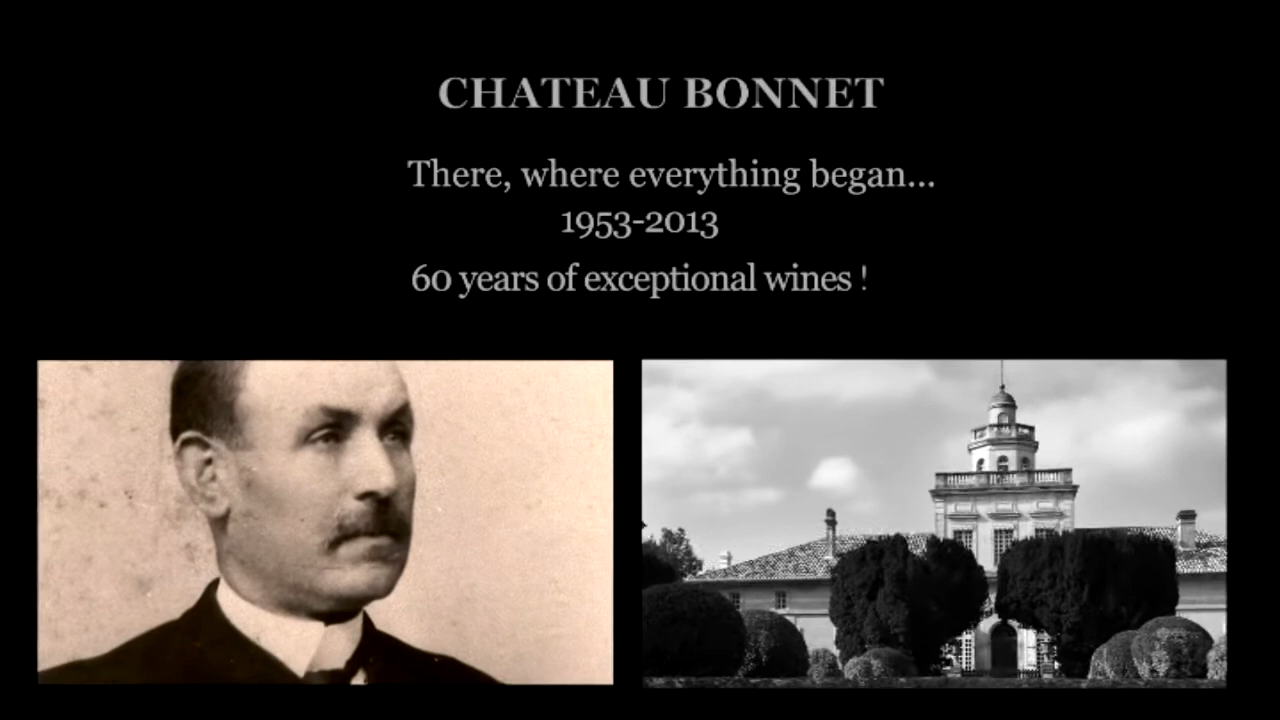 CHATEAU BONNET
There, where everything began...
1953-2013
60 years of exceptional wines !